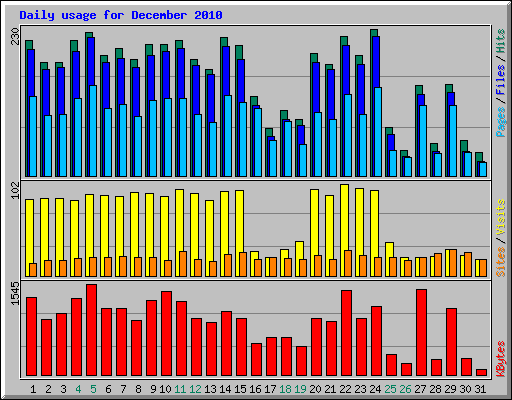 Daily usage for December 2010
230
Pages / Files / Hits
102
Sites / Visits
1545
KBytes
1 2 3 4 5 6 7 8 9 10 11 12 13 14 15 16 17 18 19 20 21 22 23 24 25 26 27 28 29 30 31